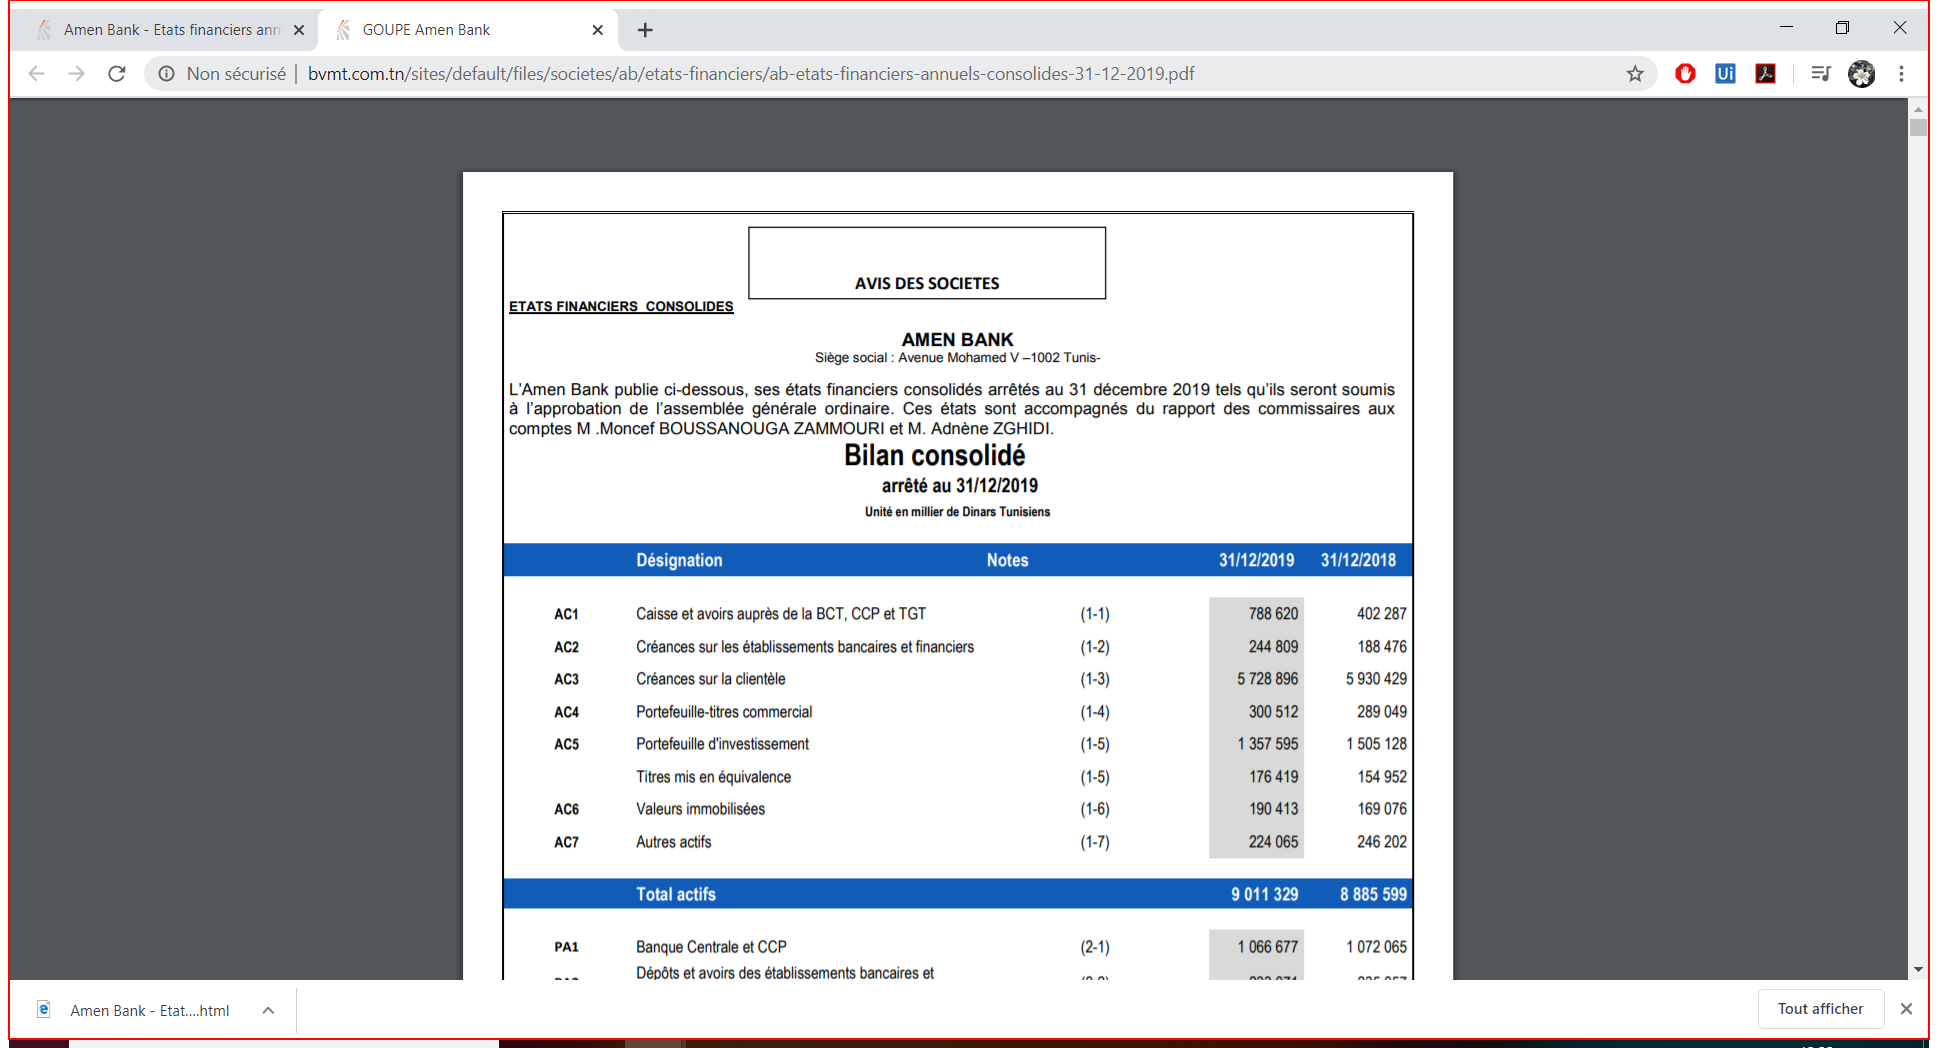 Amen Bank - Etats financiers ann
GOUPE Amen Bank
Non sécurisé | bvmt.com.tn/sites/default/files/societes/ab/etats-financiers/ab-etats-financiers-annuels-consolides-31-12-2019.pdf
Ui
AVIS DES SOCIETES
ETATS FINANCIERS CONSOLIDES
AMEN BANK
Siège social : Avenue Mohamed V –1002 Tunis-
L'Amen Bank publie ci-dessous, ses états financiers consolidés arrêtés au 31 décembre 2019 tels qu'ils seront soumis
à l'approbation de l'assemblée générale ordinaire. Ces états sont accompagnés du rapport des commissaires aux
comptes M .Moncef BOUSSANOUGA ZAMMOURI et M. Adnène ZGHIDI.
Bilan consolidé
arrêté au 31/12/2019
Unité en millier de Dinars Tunisiens
Désignation Notes 31/12/2019 31/12/2018
AC1 Caisse et avoirs auprès de la BCT, CCP et TGT (1-1) 788 620 402 287
AC2 Créances sur les établissements bancaires et financiers (1-2) 244 809 188 476
AC3 Créances sur la clientèle (1-3) 5 728 896 5 930 429
AC4 Portefeuille-titres commercial (1-4) 300 512 289 049
AC5 Portefeuille d'investissement (1-5) 1 357 595 1 505 128
Titres mis en équivalence (1-5) 176 419 154 952
AC6 Valeurs immobilisées (1-6) 190 413 169 076
AC7 Autres actifs (1-7) 224 065 246 202
Total actifs 9 011 329 8 885 599
PA1 Banque Centrale et CCP (2-1) 1 066 677 1 072 065
Dépôts et avoirs des établissements bancaires et
Amen Bank - Etat....html
Tout afficher